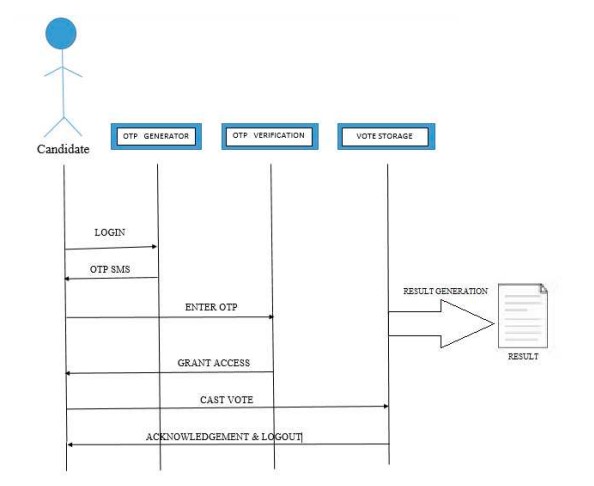 Candidate
OTP GENERATOR
OTP VERIFICATION
VOTE STORAGE
LOGIN
OTP SMS
RESULT GENERATION
ENTER OTP
RESULT
GRANT ACCESS
CAST VOTE
ACKNOWLEDGEMENT & LOGOUT